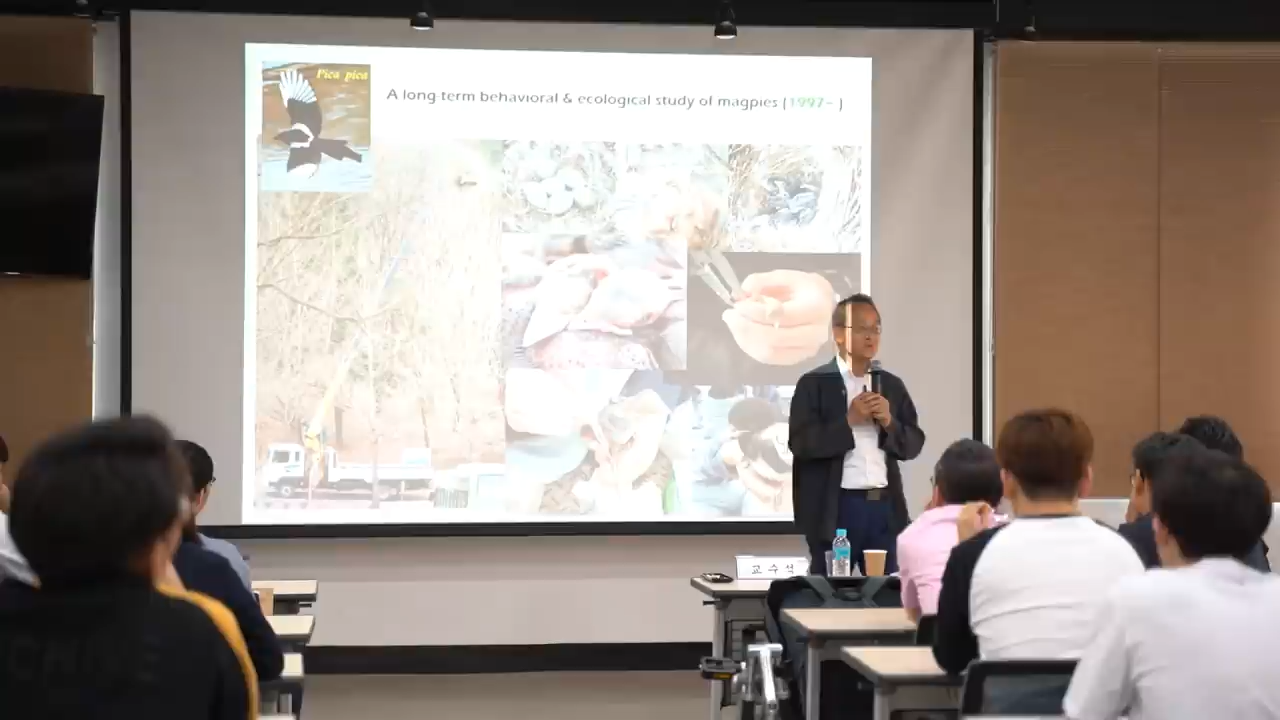 Pica pica
A long-term behavioral & ecological study of magpies (1997- )
교 수 석